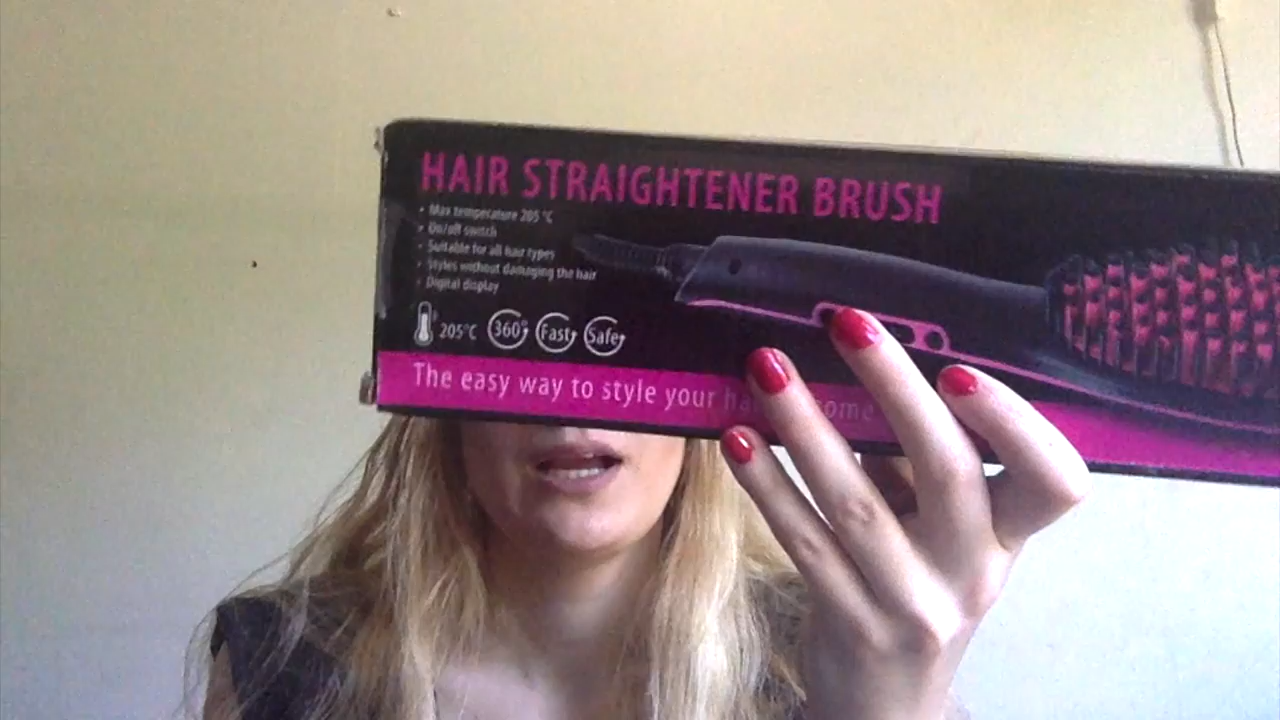 HAIR STRAIGHTENER BRUSH
• Max temperature 205 °C
• On/off switch
• Suitable for all hair types
• Styles without damaging the hair
• Digital display
205°C 360° Fast Safe
The easy way to style your